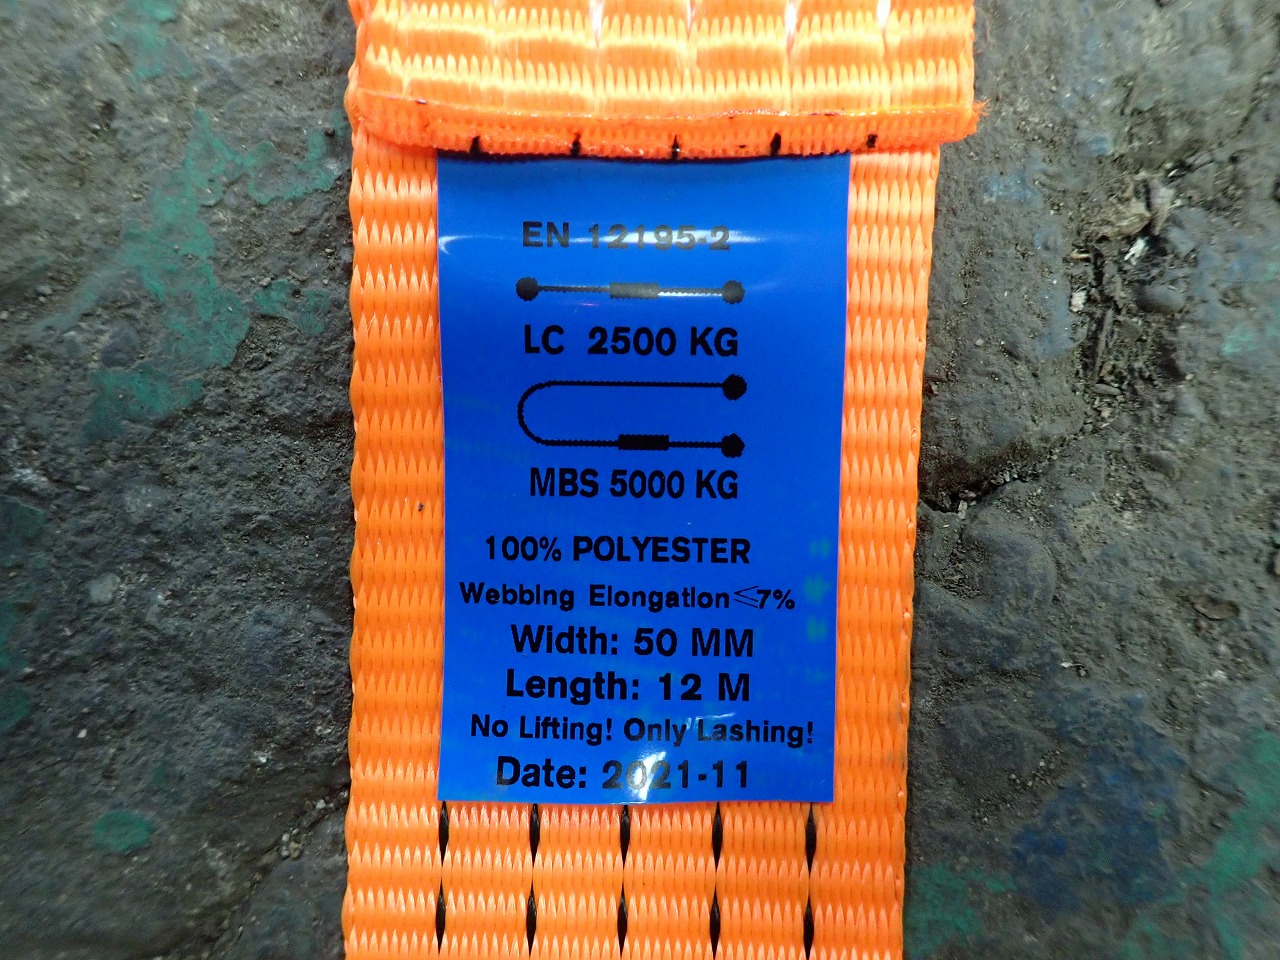 EN 12195-2
LC 2500 KG
MBS 5000 KG
100% POLYESTER
Webbing Elongation ≤7%
Width: 50 MM
Length: 12 M
No Lifting! Only Lashing!
Date: 2021-11